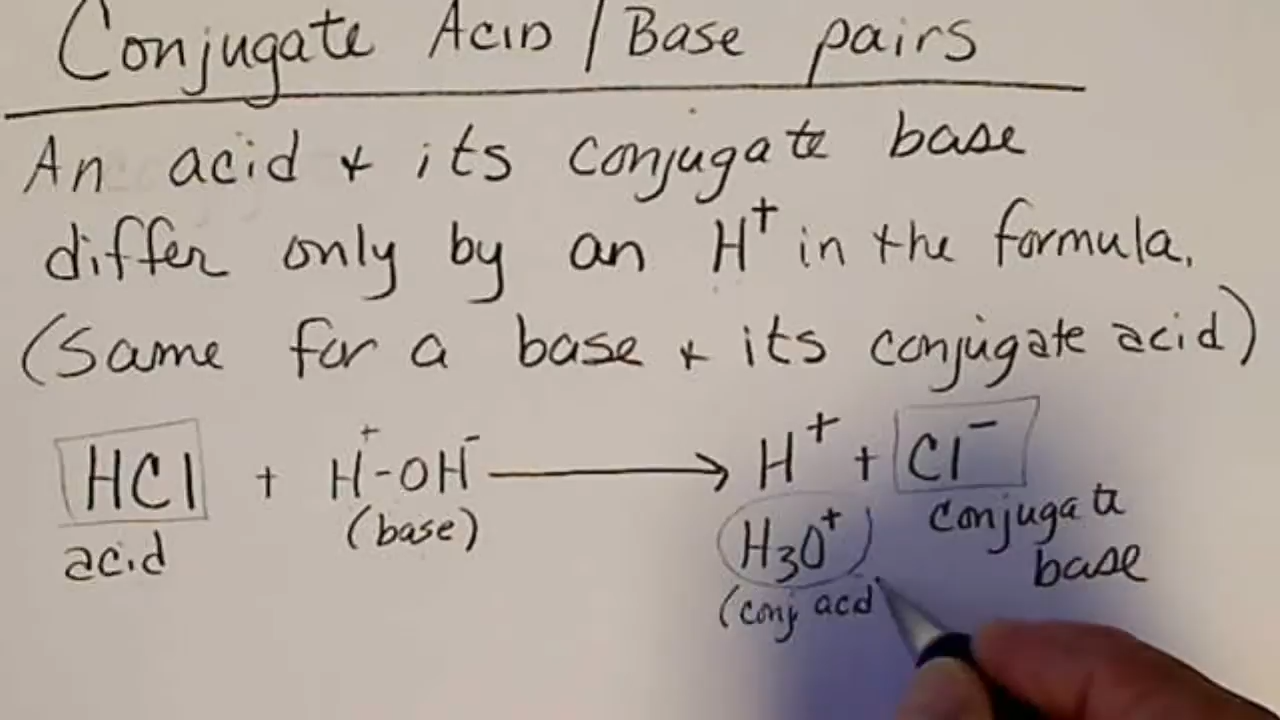 Conjugate Acid / Base pairs
An acid & its conjugate base
differ only by an H⁺ in the formula.
(Same for a base & its conjugate acid)
HCl + H⁺-OH⁻ → H⁺ + Cl⁻
acid (base) H₃O⁺ conjugate
(conj acd base